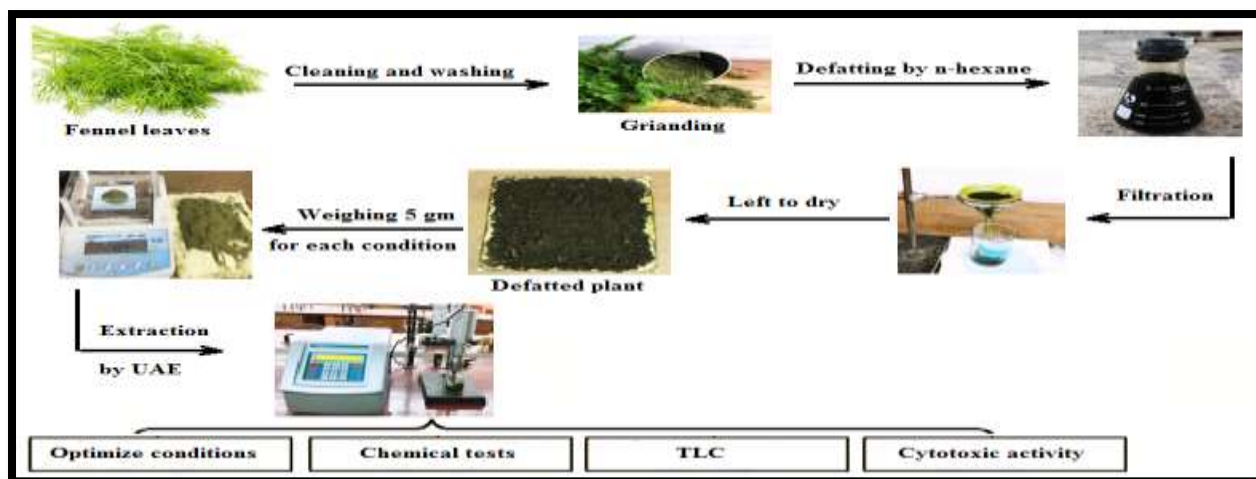 Cleaning and washing
Defatting by n-hexane
Fennel leaves
Grianding
Filtration
Left to dry
Weighing 5 gm
for each condition
Defatted plant
Extraction
by UAE
Optimize conditions
Chemical tests
TLC
Cytotoxic activity